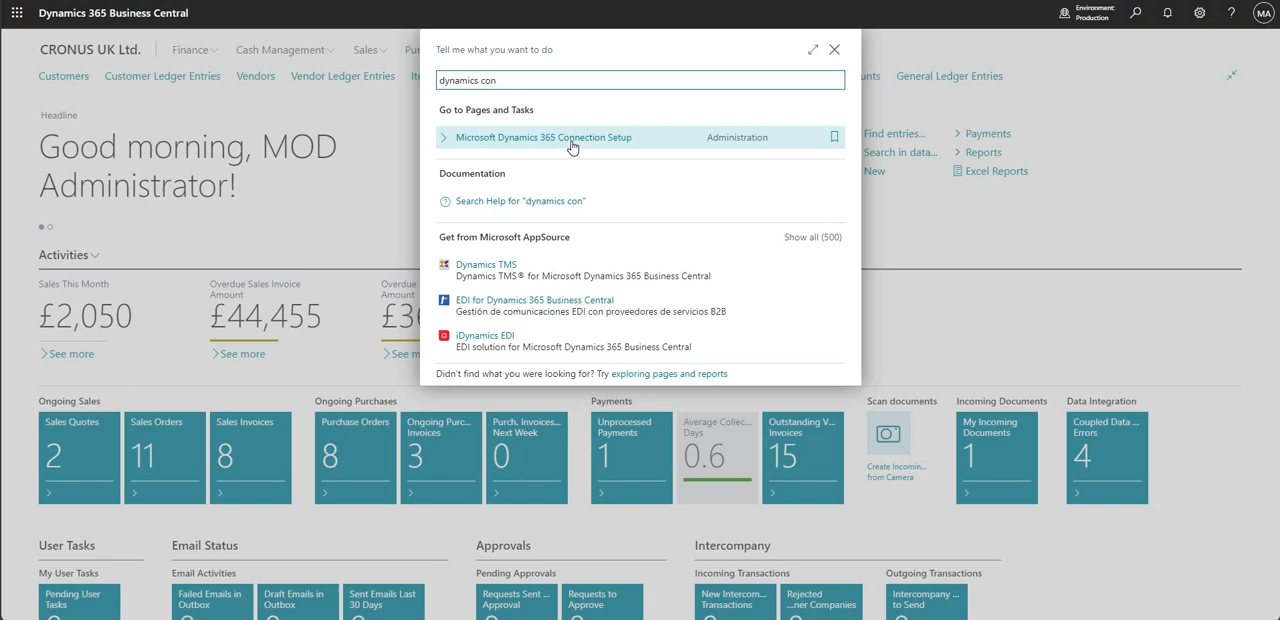 Dynamics 365 Business Central
Environment:
Production
?
MA
CRONUS UK Ltd.
Finance
Cash Management
Sales
Customers
Customer Ledger Entries
Vendors
Vendor Ledger Entries
General Ledger Entries
Tell me what you want to do
dynamics con
Go to Pages and Tasks
Microsoft Dynamics 365 Connection Setup
Administration
Documentation
Search Help for "dynamics con"
Get from Microsoft AppSource
Show all (500)
Dynamics TMS
Dynamics TMS® for Microsoft Dynamics 365 Business Central
EDI for Dynamics 365 Business Central
Gestión de comunicaciones EDI con proveedores de servicios B2B
iDynamics EDI
EDI solution for Microsoft Dynamics 365 Business Central
Didn't find what you were looking for? Try exploring pages and reports
Headline
Good morning, MOD
Administrator!
Find entries...
Search in data...
New
Payments
Reports
Excel Reports
Activities
Sales This Month
£2,050
See more
Overdue Sales Invoice
Amount
£44,455
See more
Overdue
Amount
Ongoing Sales
Sales Quotes
2
Sales Orders
11
Sales Invoices
8
Ongoing Purchases
Purchase Orders
8
Ongoing Purc...
Invoices
3
Purch. Invoices...
Next Week
0
Payments
Unprocessed
Payments
1
Average Collec...
Days
0.6
Outstanding V...
Invoices
15
Scan documents
Create Incomin...
from Camera
Incoming Documents
My Incoming
Documents
1
Data Integration
Coupled Data ...
Errors
4
User Tasks
My User Tasks
Pending User
Tasks
Email Status
Email Activities
Failed Emails in
Outbox
Draft Emails in
Outbox
Sent Emails Last
30 Days
Approvals
Pending Approvals
Requests Sent ...
Approval
Requests to
Approve
Intercompany
Incoming Transactions
New Intercom...
Transactions
Rejected
...ner Companies
Outgoing Transactions
Intercompany ...
to Send